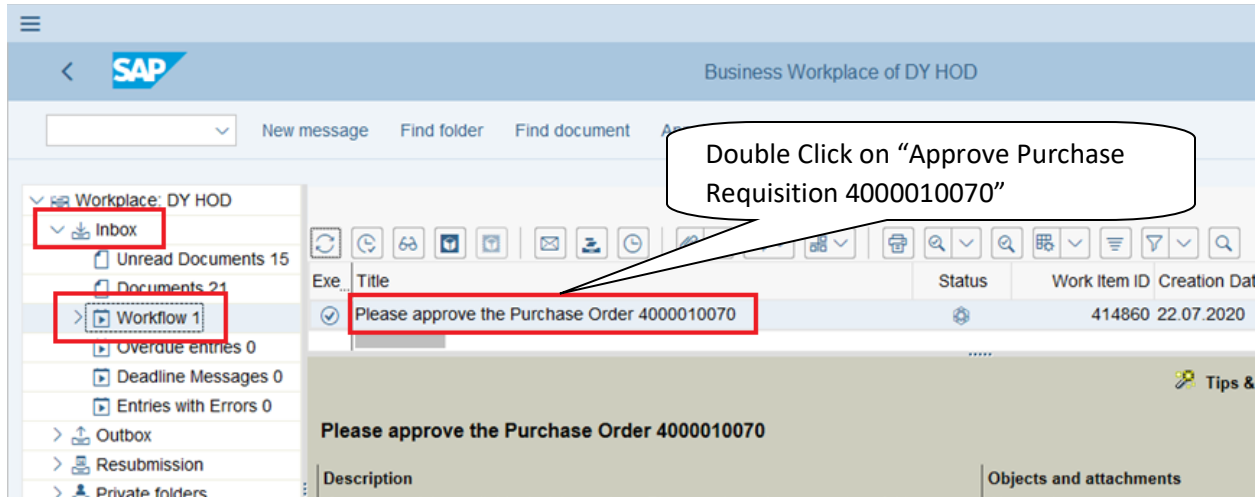 SAP
Business Workplace of DY HOD
New message Find folder Find document
Double Click on “Approve Purchase
Requisition 4000010070”
Workplace: DY HOD
Inbox
Unread Documents 15
Documents 21
Workflow 1
Overdue entries 0
Deadline Messages 0
Entries with Errors 0
Outbox
Resubmission
Private folders
Exe... Title Status Work Item ID Creation Dat
Please approve the Purchase Order 4000010070 414860 22.07.2020
Tips &
Please approve the Purchase Order 4000010070
Description Objects and attachments